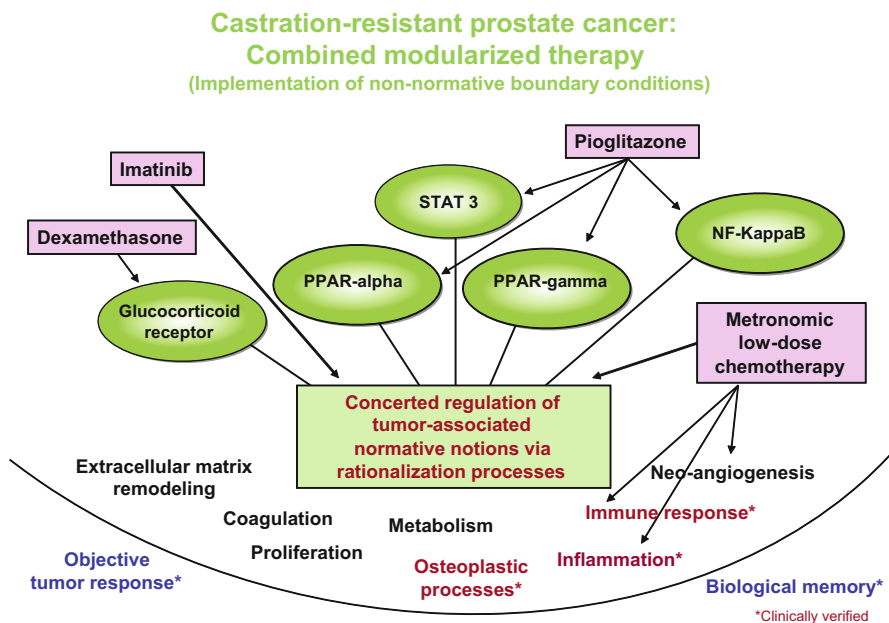 Castration-resistant prostate cancer:
Combined modularized therapy
(Implementation of non-normative boundary conditions)
Pioglitazone
Imatinib
STAT 3
Dexamethasone
NF-KappaB
PPAR-alpha
PPAR-gamma
Glucocorticoid
receptor
Metronomic
low-dose
chemotherapy
Concerted regulation of
tumor-associated
normative notions via
rationalization processes
Extracellular matrix
remodeling
Neo-angiogenesis
Coagulation
Metabolism
Immune response*
Proliferation
Objective
tumor response*
Osteoplastic
processes*
Inflammation*
Biological memory*
*Clinically verified